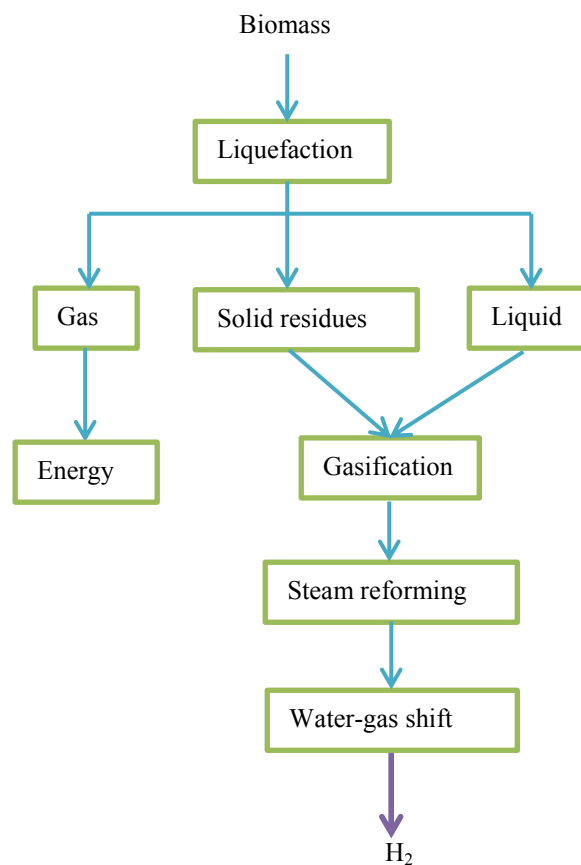 Biomass
Liquefaction
Gas
Solid residues
Liquid
Energy
Gasification
Steam reforming
Water-gas shift
H₂